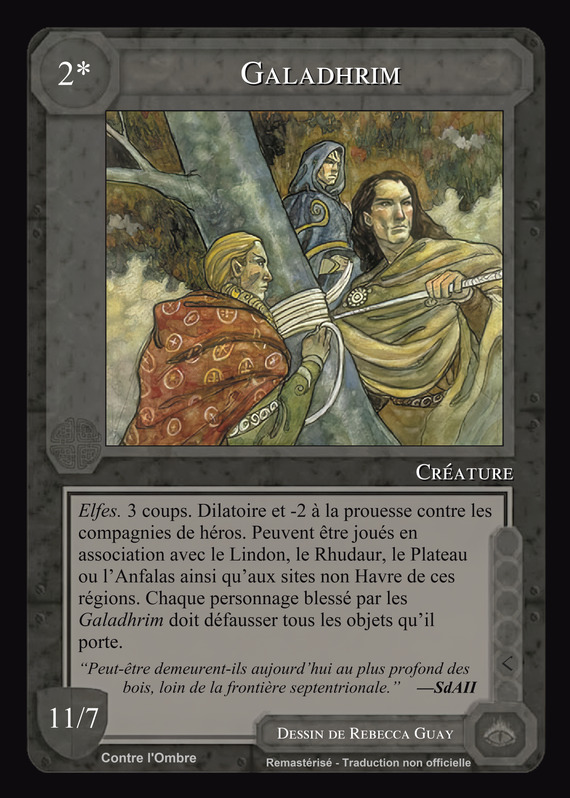 2*
GALADHRIM
CRÉATURE
Elfes. 3 coups. Dilatoire et -2 à la prouesse contre les
compagnies de héros. Peuvent être joués en
association avec le Lindon, le Rhudaur, le Plateau
ou l'Anfalas ainsi qu'aux sites non Havre de ces
régions. Chaque personnage blessé par les
Galadhrim doit défausser tous les objets qu'il
porte.
“Peut-être demeurent-ils aujourd'hui au plus profond des
bois, loin de la frontière septentrionale.” —SdAII
11/7
DESSIN DE REBECCA GUAY
Contre l'Ombre
Remastérisé - Traduction non officielle